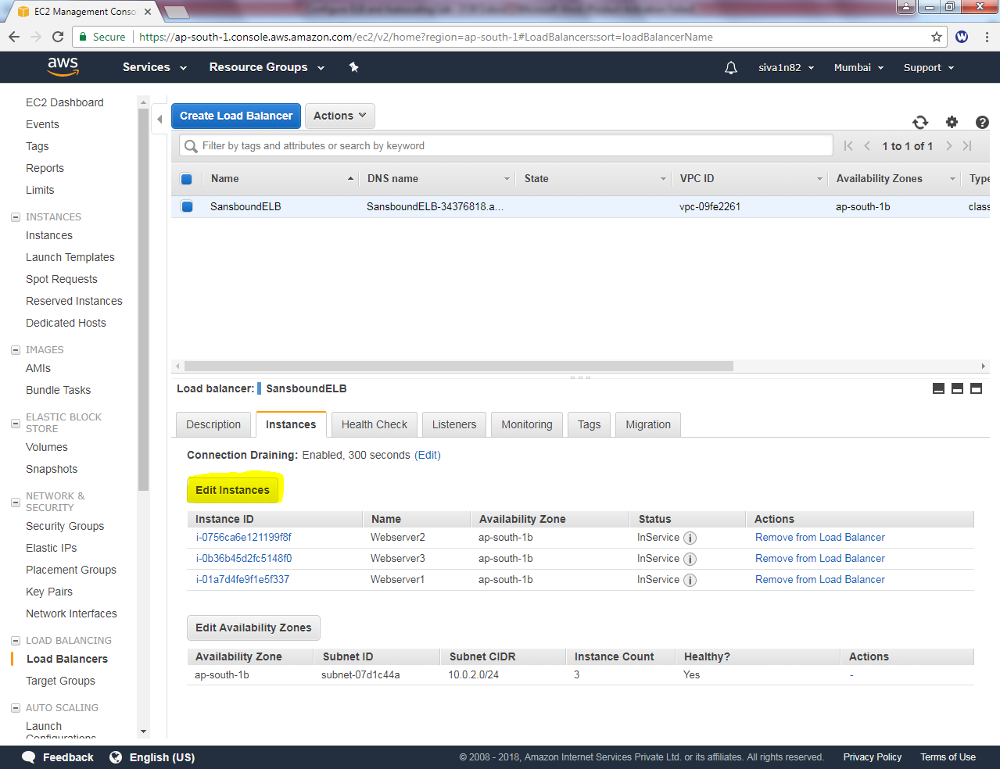 EC2 Management Conso
Secure https://ap-south-1.console.aws.amazon.com/ec2/v2/home?region=ap-south-1#LoadBalancers:sort=loadBalancerName
aws Services Resource Groups siva1n82 Mumbai Support
EC2 Dashboard
Events
Tags
Reports
Limits
INSTANCES
Instances
Launch Templates
Spot Requests
Reserved Instances
Dedicated Hosts
IMAGES
AMIs
Bundle Tasks
ELASTIC BLOCK
STORE
Volumes
Snapshots
NETWORK &
SECURITY
Security Groups
Elastic IPs
Placement Groups
Key Pairs
Network Interfaces
LOAD BALANCING
Load Balancers
Target Groups
AUTO SCALING
Launch
Configurations
Create Load Balancer Actions
Filter by tags and attributes or search by keyword 1 to 1 of 1
Name DNS name State VPC ID Availability Zones Type
SansboundELB SansboundELB-34376818.a... vpc-09fe2261 ap-south-1b class
Load balancer: SansboundELB
Description Instances Health Check Listeners Monitoring Tags Migration
Connection Draining: Enabled, 300 seconds (Edit)
Edit Instances
Instance ID Name Availability Zone Status Actions
i-0756ca6e121199f8f Webserver2 ap-south-1b InService Remove from Load Balancer
i-0b36b45d2fc5148f0 Webserver3 ap-south-1b InService Remove from Load Balancer
i-01a7d4fe9f1e5f337 Webserver1 ap-south-1b InService Remove from Load Balancer
Edit Availability Zones
Availability Zone Subnet ID Subnet CIDR Instance Count Healthy? Actions
ap-south-1b subnet-07d1c44a 10.0.2.0/24 3 Yes -
Feedback English (US) © 2008 - 2018, Amazon Internet Services Private Ltd. or its affiliates. All rights reserved. Privacy Policy Terms of Use